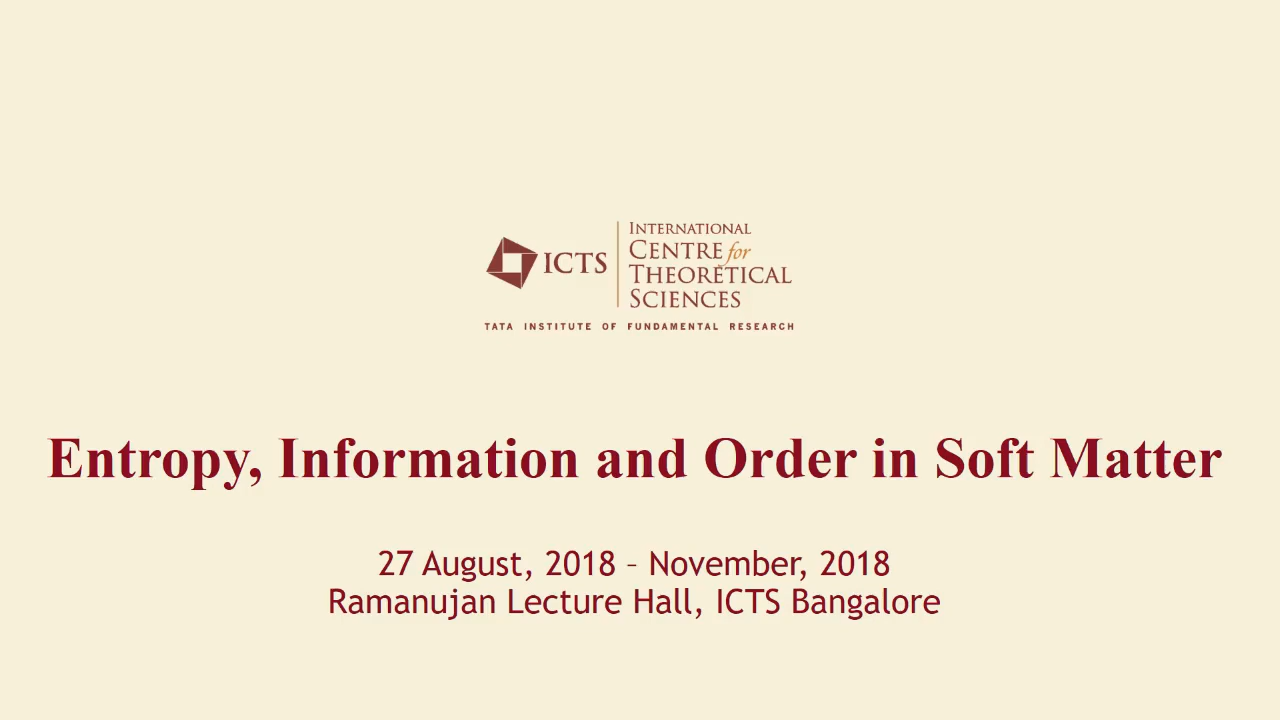 ICTS
INTERNATIONAL
CENTRE for
THEORETICAL
SCIENCES
TATA INSTITUTE OF FUNDAMENTAL RESEARCH
Entropy, Information and Order in Soft Matter
27 August, 2018 – November, 2018
Ramanujan Lecture Hall, ICTS Bangalore